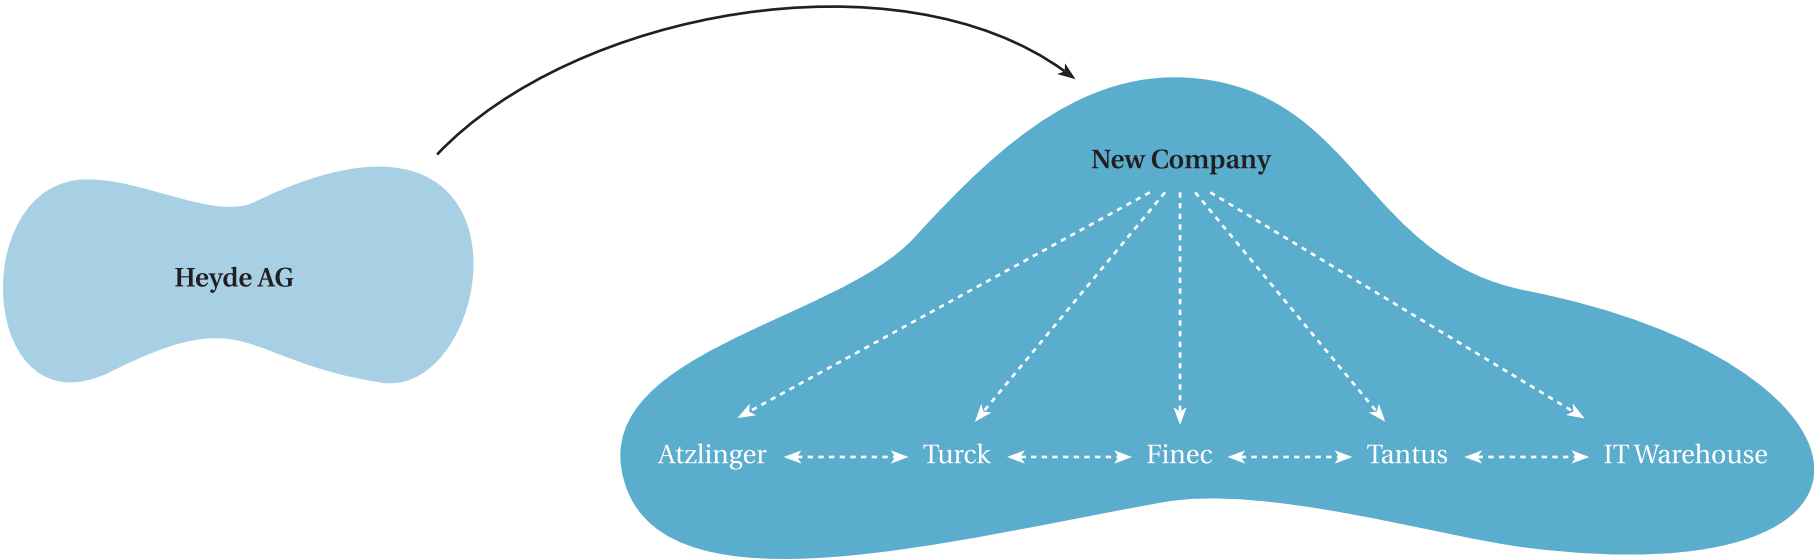 New Company
Heyde AG
Atzlinger
Turck
Finec
Tantus
IT Warehouse